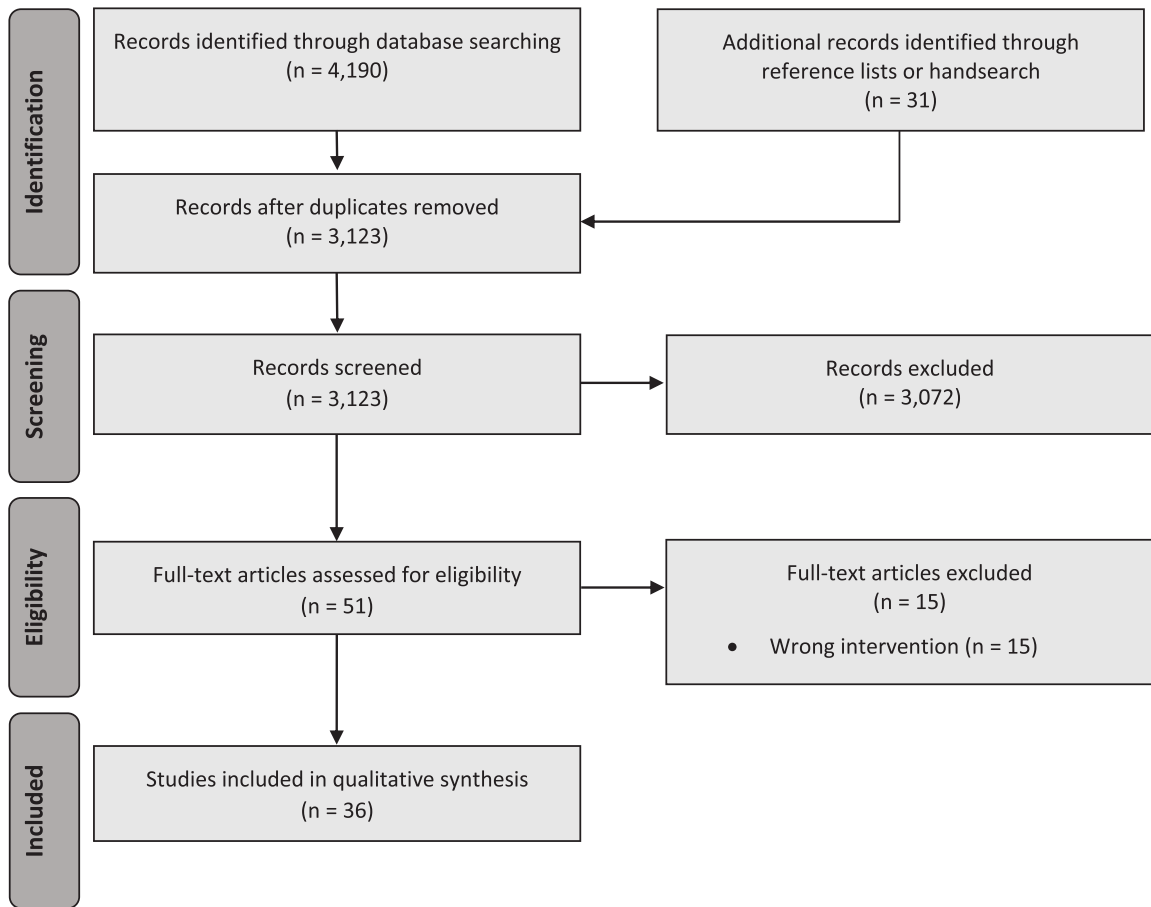 Identification
Records identified through database searching
(n = 4,190)
Additional records identified through
reference lists or handsearch
(n = 31)
Records after duplicates removed
(n = 3,123)
Screening
Records screened
(n = 3,123)
Records excluded
(n = 3,072)
Eligibility
Full-text articles assessed for eligibility
(n = 51)
Full-text articles excluded
(n = 15)
• Wrong intervention (n = 15)
Included
Studies included in qualitative synthesis
(n = 36)